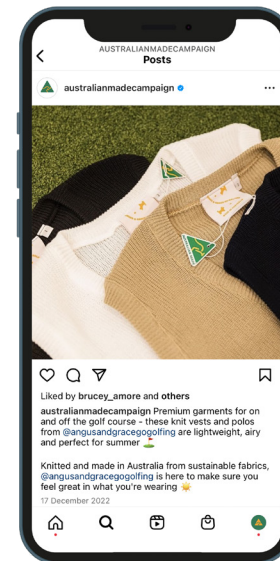 AUSTRALIANMADECAMPAIGN
Posts
australianmadecampaign
Liked by brucey_amore and others
australianmadecampaign Premium garments for on
and off the golf course - these knit vests and polos
from @angusandgracegogolfing are lightweight, airy
and perfect for summer ⛳
Knitted and made in Australia from sustainable fabrics,
@angusandgracegogolfing is here to make sure you
feel great in what you're wearing ☀️
17 December 2022